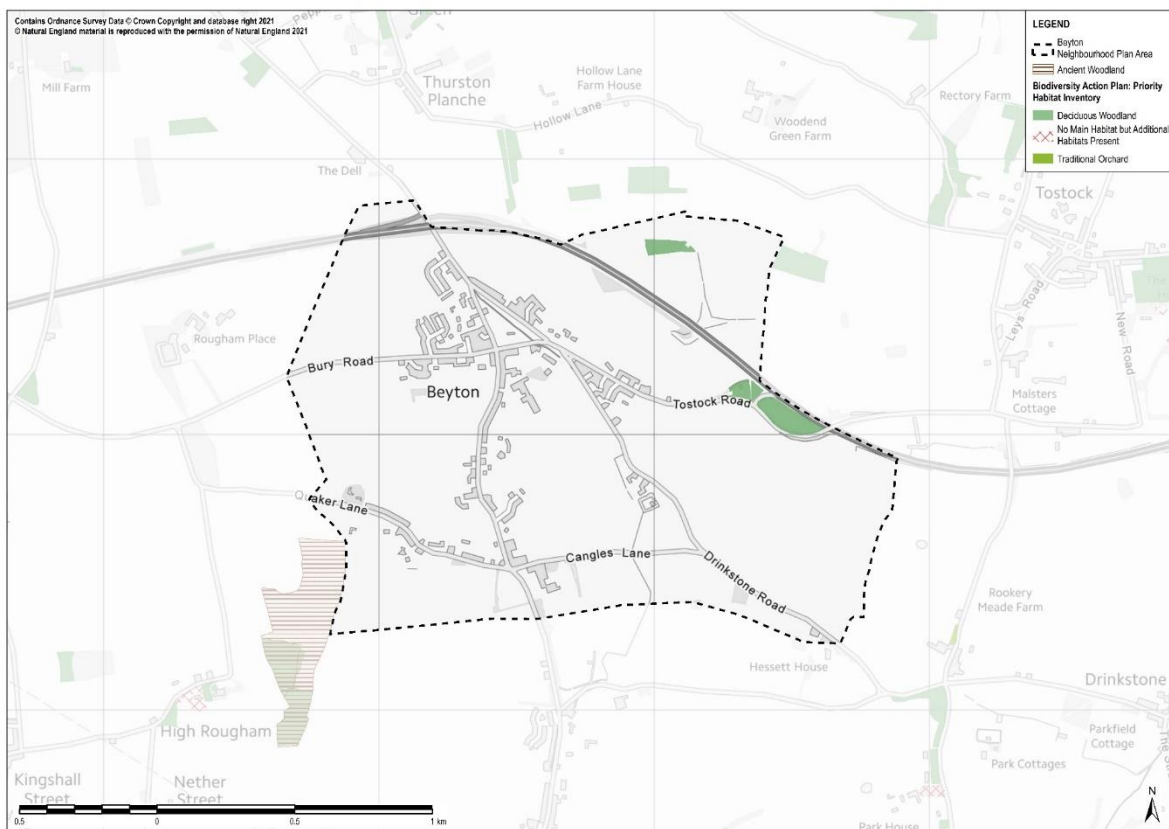 Contains Ordnance Survey Data © Crown Copyright and database right 2021
© Natural England material is reproduced with the permission of Natural England 2021
LEGEND
Beyton
Neighbourhood Plan Area
Ancient Woodland
Biodiversity Action Plan: Priority
Habitat Inventory
Deciduous Woodland
No Main Habitat but Additional
Habitats Present
Traditional Orchard
Green
Mill Farm
Thurston
Planche
Hollow Lane
Farm House
Hollow Lane
Woodend
Green Farm
Rectory Farm
The Dell
Tostock
Leys Road
New Road
Rougham Place
Bury Road
Beyton
Tostock Road
Malsters
Cottage
Quaker Lane
Cangles Lane
Drinkstone Road
Rookery
Meade Farm
Hessett House
Drinkstone
High Rougham
Parkfield
Cottage
Park Cottages
Kingshall
Street
Nether
Street
Park House
0.5
0
0.5
1 km
N